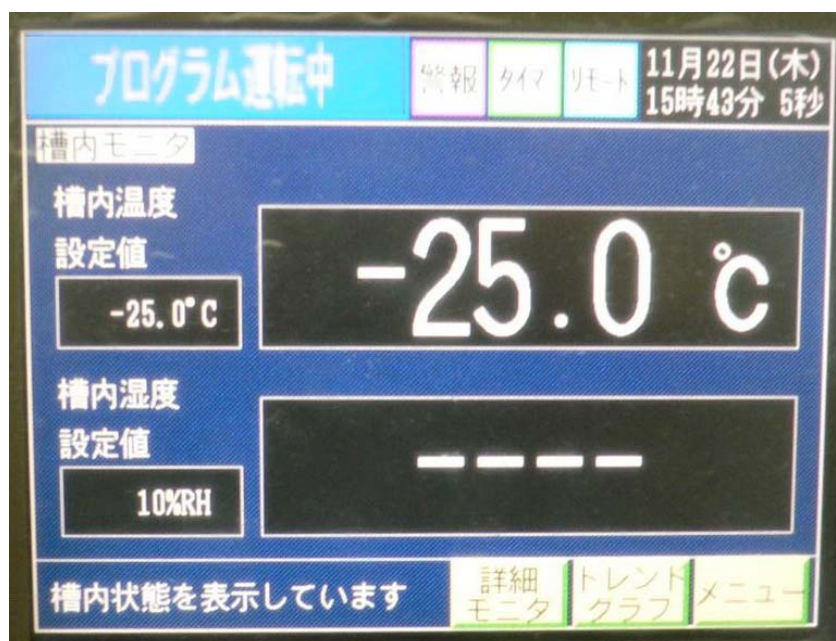 プログラム運転中
警報
タイマ
リモート
11月22日(木)
15時43分 5秒
槽内モニタ
槽内温度
設定値
-25.0℃
-25.0 ℃
槽内湿度
設定値
10%RH
----
槽内状態を表示しています
詳細
モニタ
トレンド
グラフ
メニュー